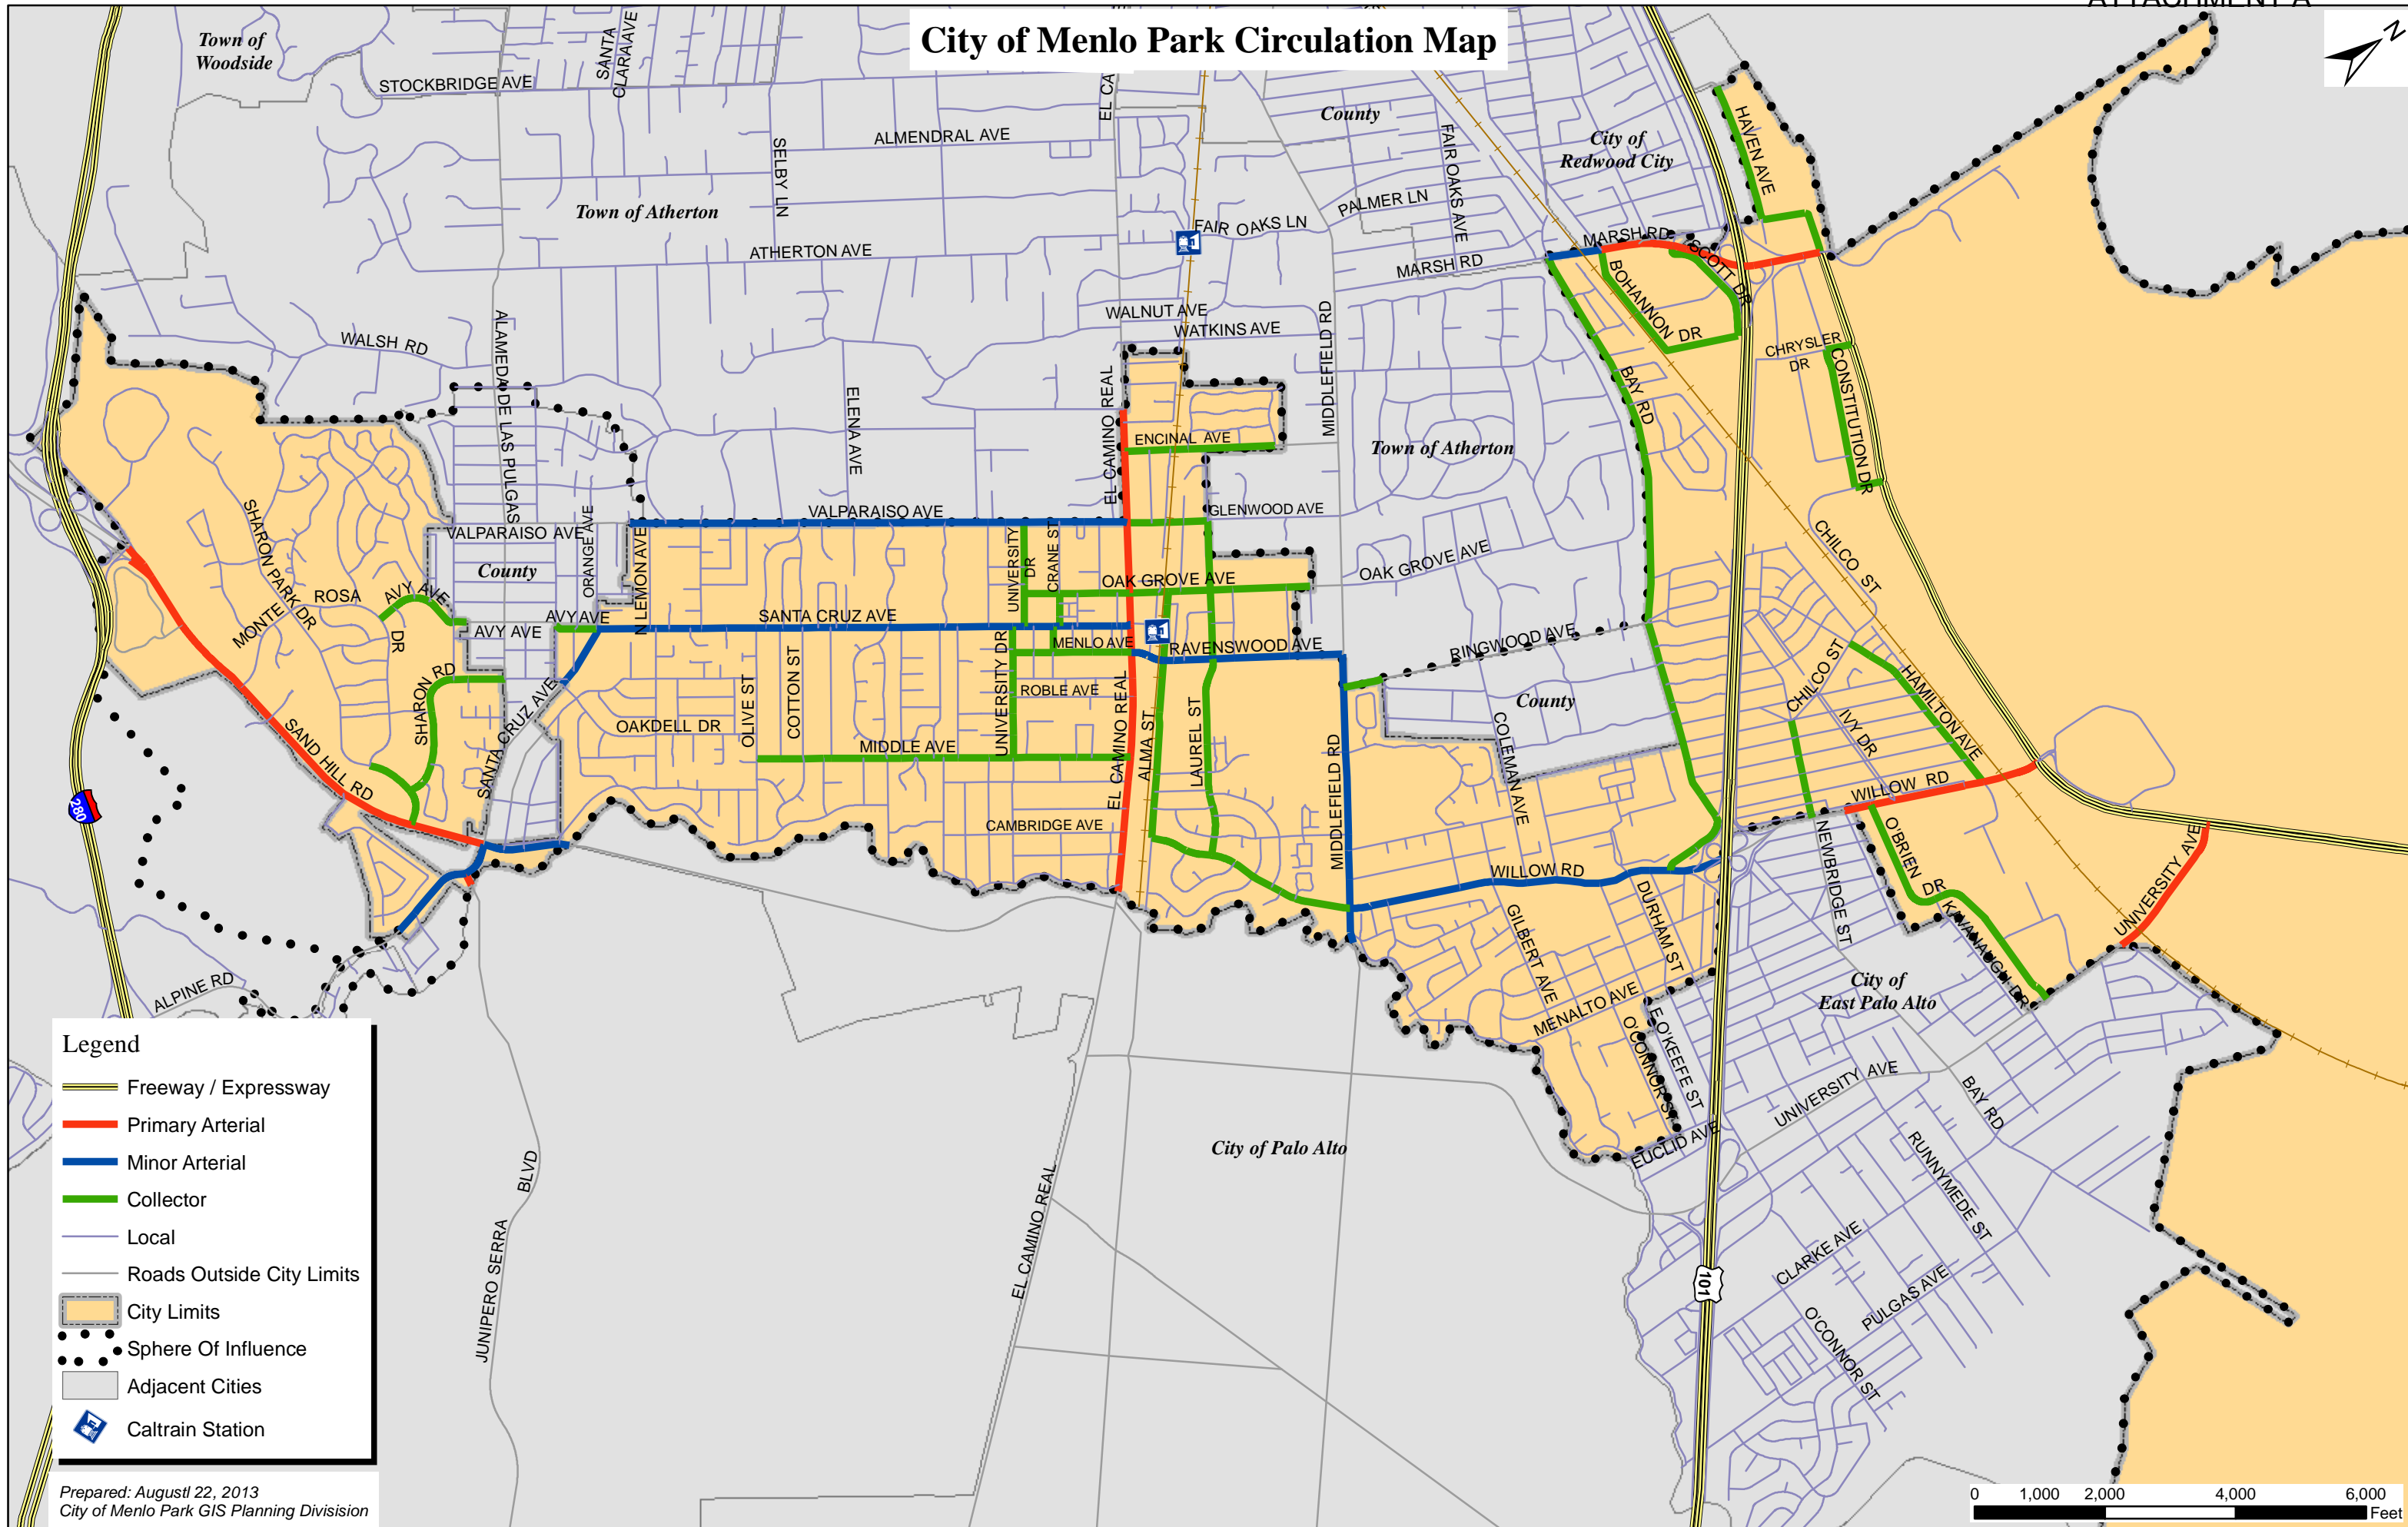 ATTACHMENT A
City of Menlo Park Circulation Map
N
Town of
Woodside
STOCKBRIDGE AVE
SANTA
CLARA AVE
SELBY LN
ALMENDRAL AVE
EL CA
Town of Atherton
ATHERTON AVE
FAIR OAKS LN
County
FAIR OAKS AVE
PALMER LN
City of
Redwood City
MARSH RD
MARSH RD
SCOTT DR
BOHANNON DR
HAVEN AVE
CHRYSLER
DR
CONSTITUTION DR
WALSH RD
ALAMEDA DE LAS PULGAS
ELENA AVE
WALNUT AVE
WATKINS AVE
MIDDLEFIELD RD
EL CAMINO REAL
ENCINAL AVE
Town of Atherton
BAY RD
GLENWOOD AVE
VALPARAISO AVE
VALPARAISO AVE
ORANGE AVE
County
N LEMON AVE
UNIVERSITY
DR
CRANE ST
OAK GROVE AVE
OAK GROVE AVE
CHILCO ST
SHARON PARK DR
MONTE
ROSA
DR
AVY AVE
AVY AVE
AVY AVE
SANTA CRUZ AVE
MENLO AVE
RAVENSWOOD AVE
RINGWOOD AVE
County
CHILCO ST
HAMILTON AVE
IVY DR
SHARON RD
SANTA CRUZ AVE
OAKDELL DR
OLIVE ST
COTTON ST
UNIVERSITY DR
ROBLE AVE
MIDDLE AVE
EL CAMINO REAL
ALMA ST
LAUREL ST
MIDDLEFIELD RD
COLEMAN AVE
WILLOW RD
SAND HILL RD
CAMBRIDGE AVE
WILLOW RD
NEWBRIDGE ST
O'BRIEN
DR
KAVANAUGH DR
UNIVERSITY AVE
GILBERT AVE
DURHAM ST
MENALTO AVE
O'CONNOR ST
E O'KEEFE ST
EUCLID AVE
City of
East Palo Alto
280
ALPINE RD
UNIVERSITY AVE
BAY RD
RUNNYMEDE ST
City of Palo Alto
JUNIPERO SERRA
BLVD
EL CAMINO REAL
101
CLARKE AVE
PULGAS AVE
O'CONNOR ST
Legend
Freeway / Expressway
Primary Arterial
Minor Arterial
Collector
Local
Roads Outside City Limits
City Limits
Sphere Of Influence
Adjacent Cities
Caltrain Station
Prepared: Augustl 22, 2013
City of Menlo Park GIS Planning Divisision
0 1,000 2,000 4,000 6,000
Feet